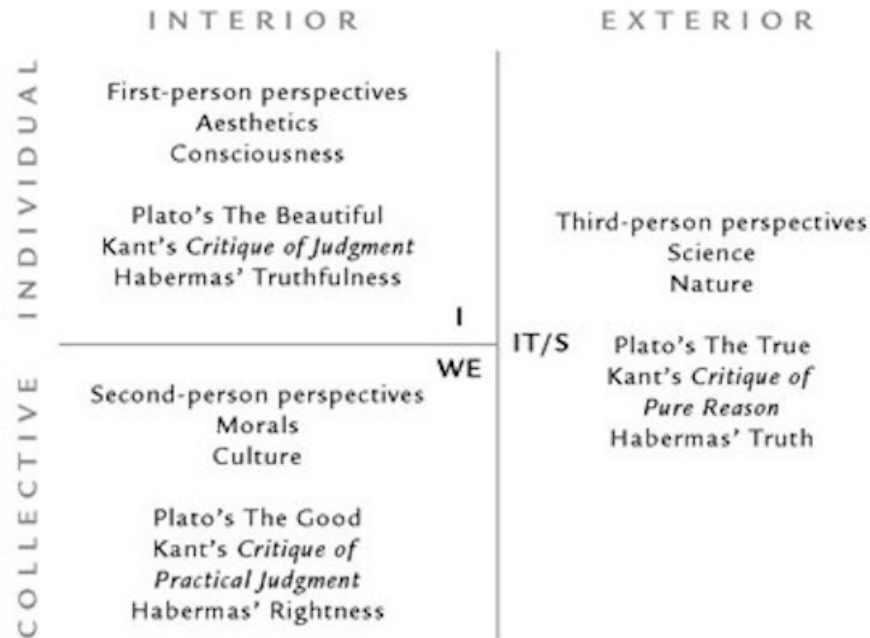 INTERIOR
EXTERIOR
INDIVIDUAL
First-person perspectives
Aesthetics
Consciousness
Plato's The Beautiful
Kant's Critique of Judgment
Habermas' Truthfulness
I
COLLECTIVE
WE
Second-person perspectives
Morals
Culture
Plato's The Good
Kant's Critique of
Practical Judgment
Habermas' Rightness
IT/S
Third-person perspectives
Science
Nature
Plato's The True
Kant's Critique of
Pure Reason
Habermas' Truth